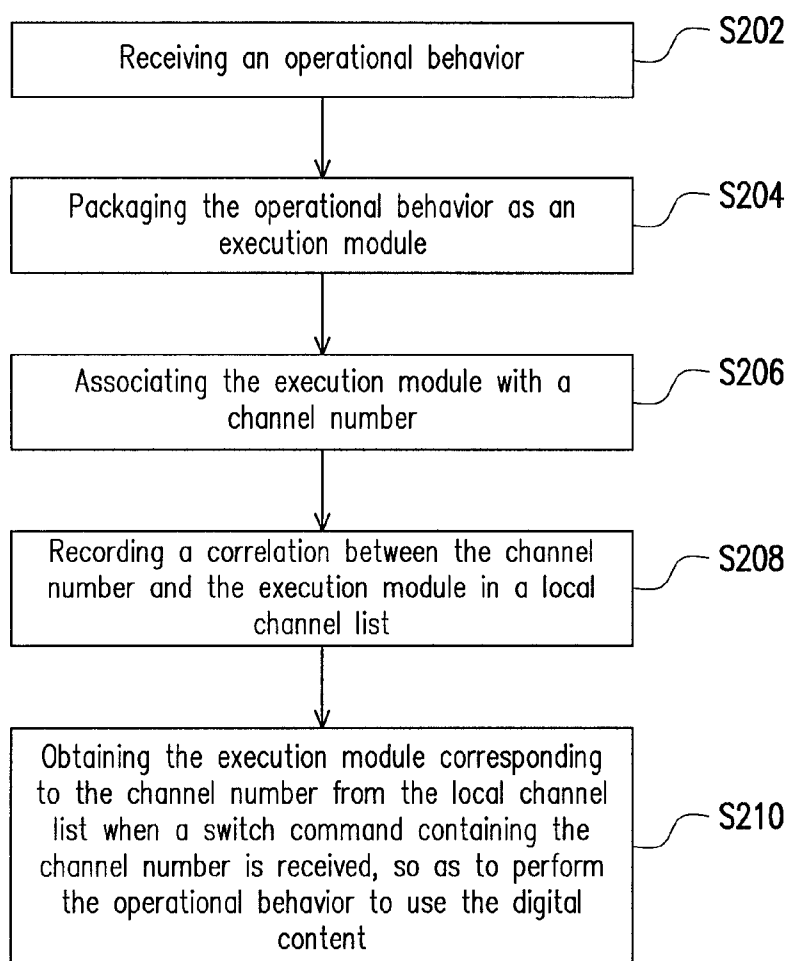 Receiving an operational behavior
S202
Packaging the operational behavior as an
execution module
S204
Associating the execution module with a
channel number
S206
Recording a correlation between the channel
number and the execution module in a local
channel list
S208
Obtaining the execution module corresponding
to the channel number from the local channel
list when a switch command containing the
channel number is received, so as to perform
the operational behavior to use the digital
content
S210